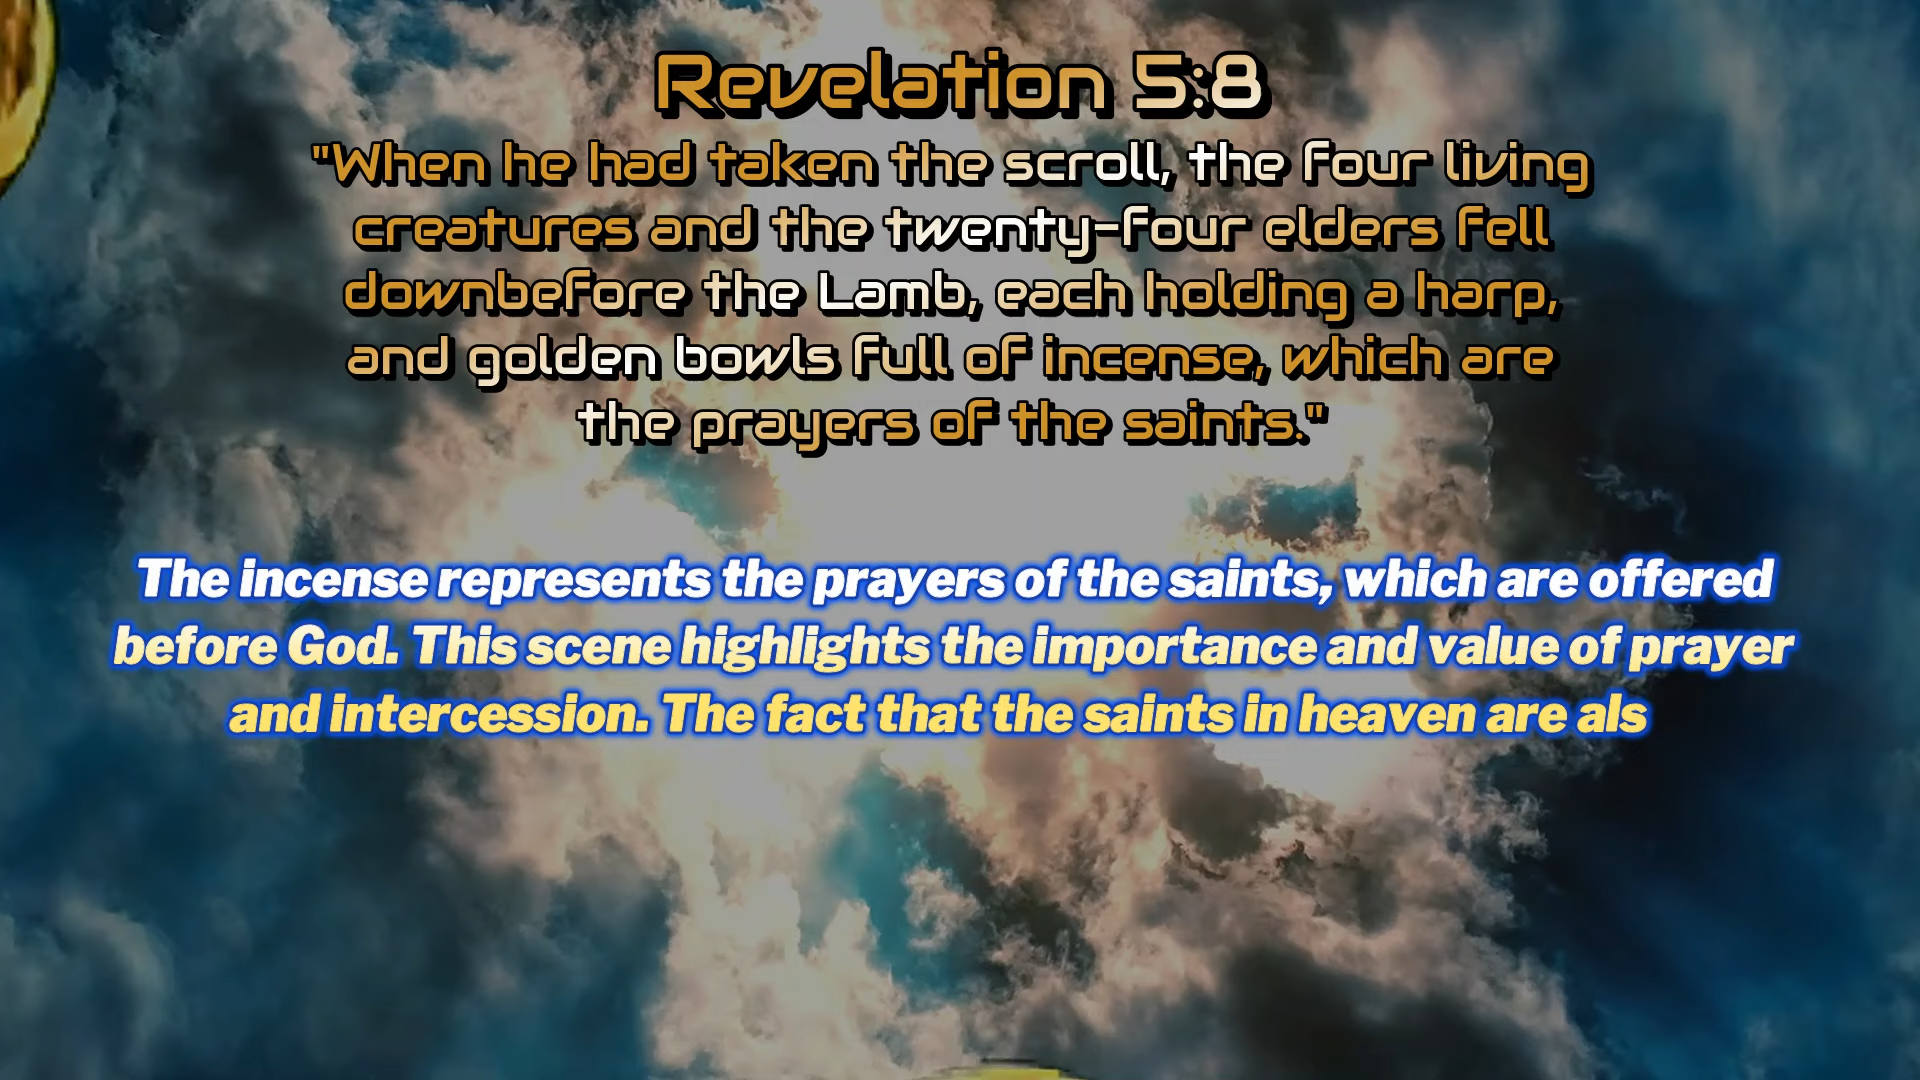 Revelation 5:8
"When he had taken the scroll, the four living
creatures and the twenty-four elders fell
downbefore the Lamb, each holding a harp,
and golden bowls full of incense, which are
the prayers of the saints."
The incense represents the prayers of the saints, which are offered
before God. This scene highlights the importance and value of prayer
and intercession. The fact that the saints in heaven are als